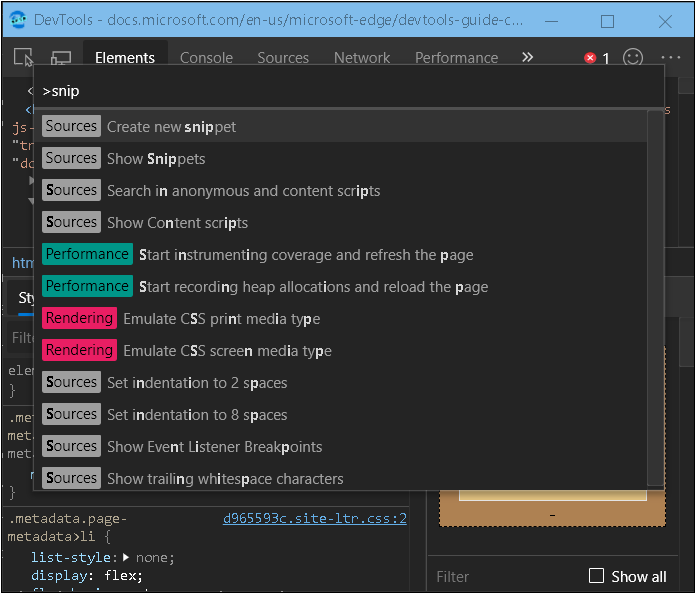 DevTools - docs.microsoft.com/en-us/microsoft-edge/devtools-guide-c...
Elements Console Sources Network Performance » 1 ...
>snip
js-
"tr
"do
Sources Create new snippet
Sources Show Snippets
Sources Search in anonymous and content scripts
Sources Show Content scripts
Performance Start instrumenting coverage and refresh the page
Performance Start recording heap allocations and reload the page
Rendering Emulate CSS print media type
Rendering Emulate CSS screen media type
Sources Set indentation to 2 spaces
Sources Set indentation to 8 spaces
Sources Show Event Listener Breakpoints
Sources Show trailing whitespace characters
htm
Sty
Filte
elem
}
.me
meta
meta
}
-
.metadata.page- d965593c.site-ltr.css:2
metadata>li {
list-style:▶ none;
display: flex;
Filter Show all